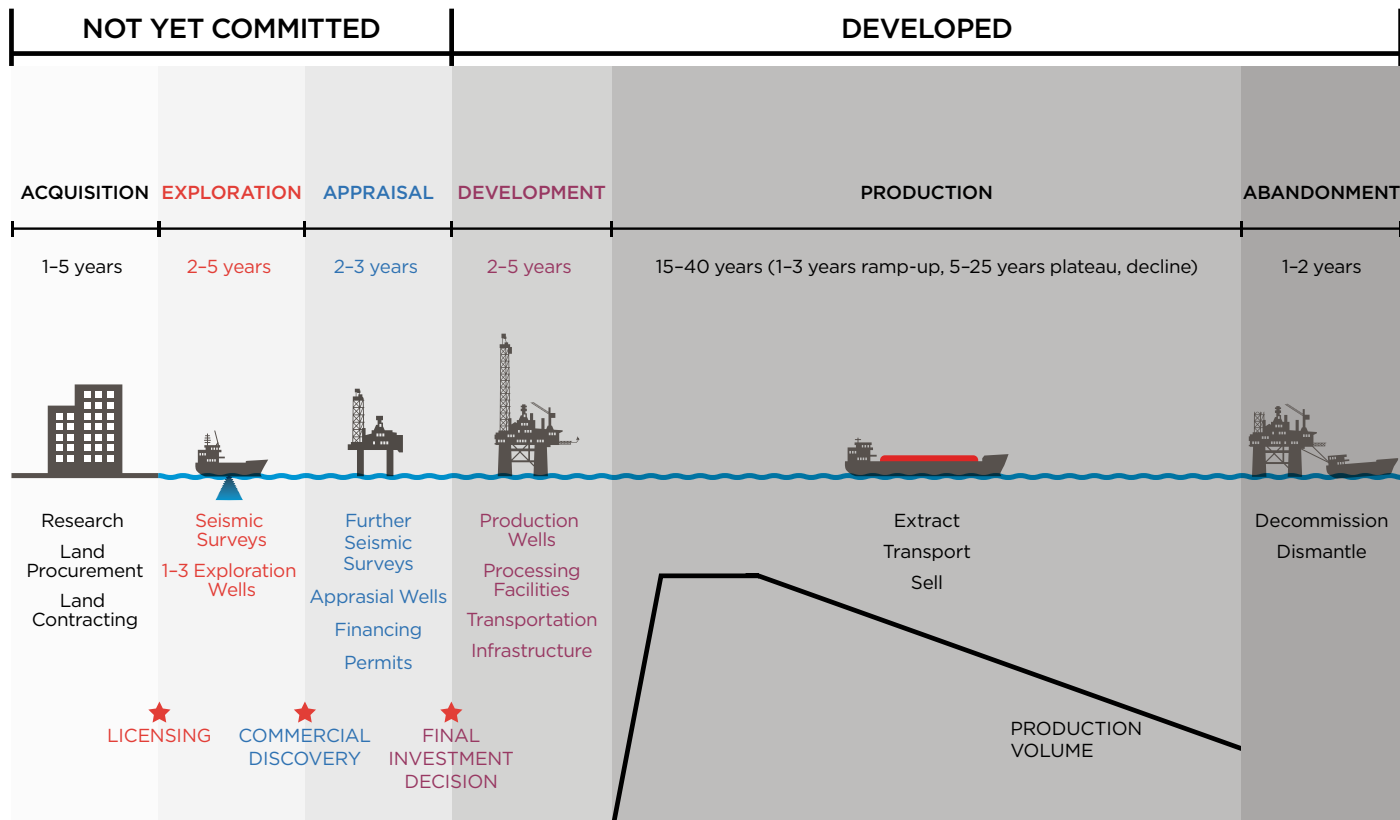 NOT YET COMMITTED
DEVELOPED
ACQUISITION
EXPLORATION
APPRAISAL
DEVELOPMENT
PRODUCTION
ABANDONMENT
1–5 years
2–5 years
2–3 years
2–5 years
15–40 years (1–3 years ramp-up, 5–25 years plateau, decline)
1–2 years
Research
Land
Procurement
Land
Contracting
Seismic
Surveys
1–3 Exploration
Wells
Further
Seismic
Surveys
Apprasial Wells
Financing
Permits
Production
Wells
Processing
Facilities
Transportation
Infrastructure
Extract
Transport
Sell
Decommission
Dismantle
LICENSING
COMMERCIAL
DISCOVERY
FINAL
INVESTMENT
DECISION
PRODUCTION
VOLUME